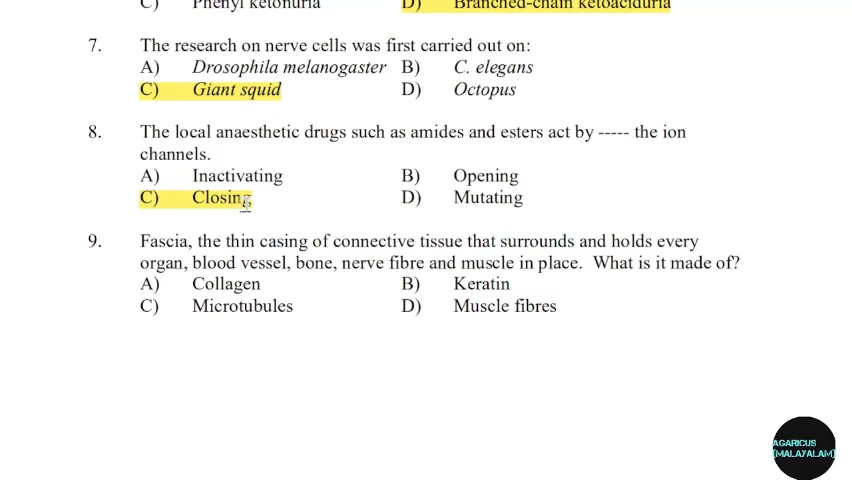 C) Phenyl ketonuria D) Branched-chain ketoaciduria
7. The research on nerve cells was first carried out on:
A) Drosophila melanogaster B) C. elegans
C) Giant squid D) Octopus
8. The local anaesthetic drugs such as amides and esters act by ----- the ion
channels.
A) Inactivating B) Opening
C) Closing D) Mutating
9. Fascia, the thin casing of connective tissue that surrounds and holds every
organ, blood vessel, bone, nerve fibre and muscle in place. What is it made of?
A) Collagen B) Keratin
C) Microtubules D) Muscle fibres
AGARICUS
[MALAYALAM]